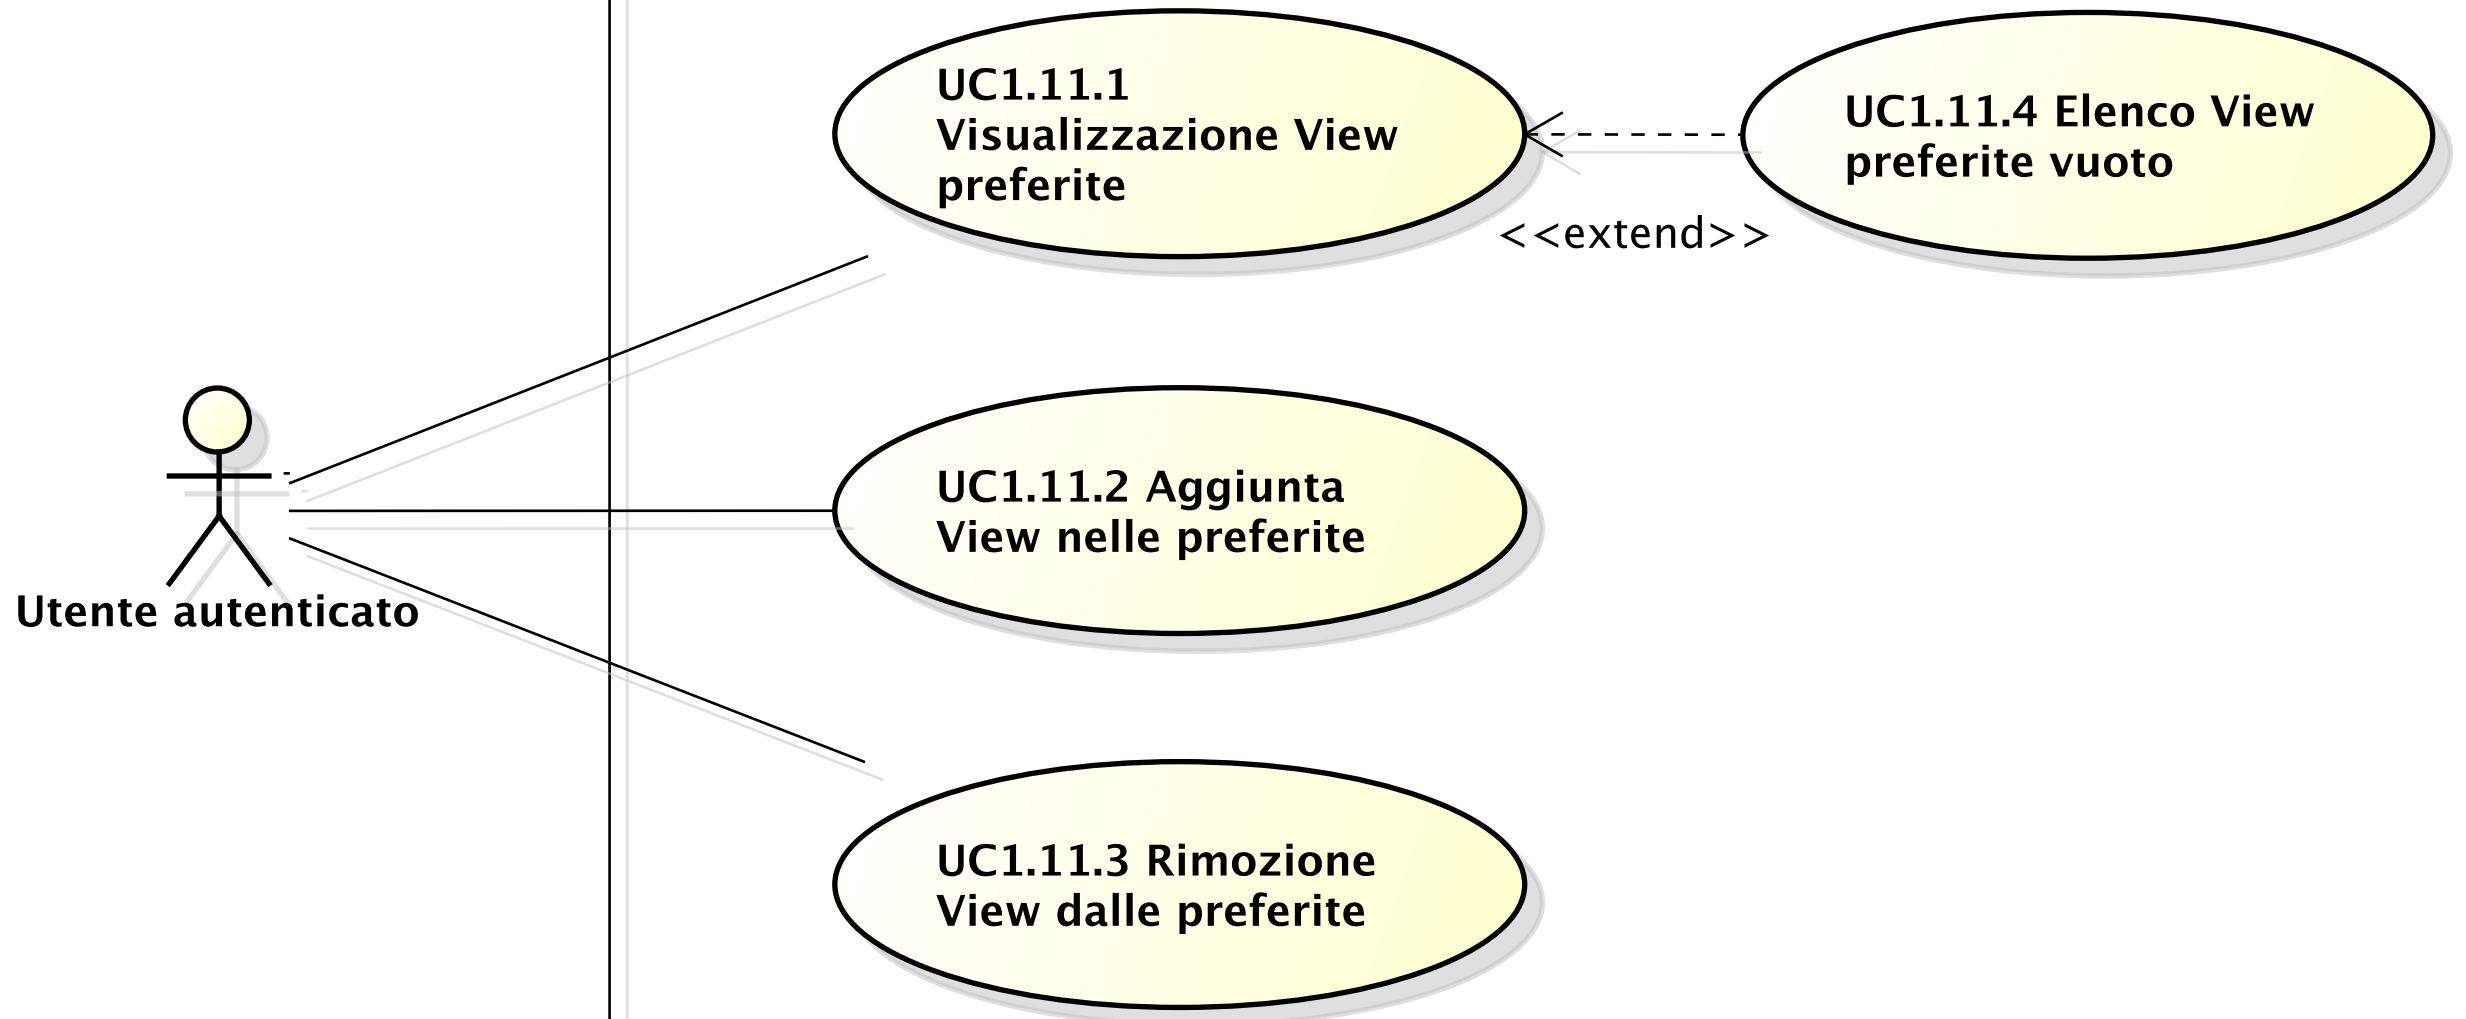 UC1.11.1
Visualizzazione View
preferite
UC1.11.4 Elenco View
preferite vuoto
<<extend>>
UC1.11.2 Aggiunta
View nelle preferite
Utente autenticato
UC1.11.3 Rimozione
View dalle preferite